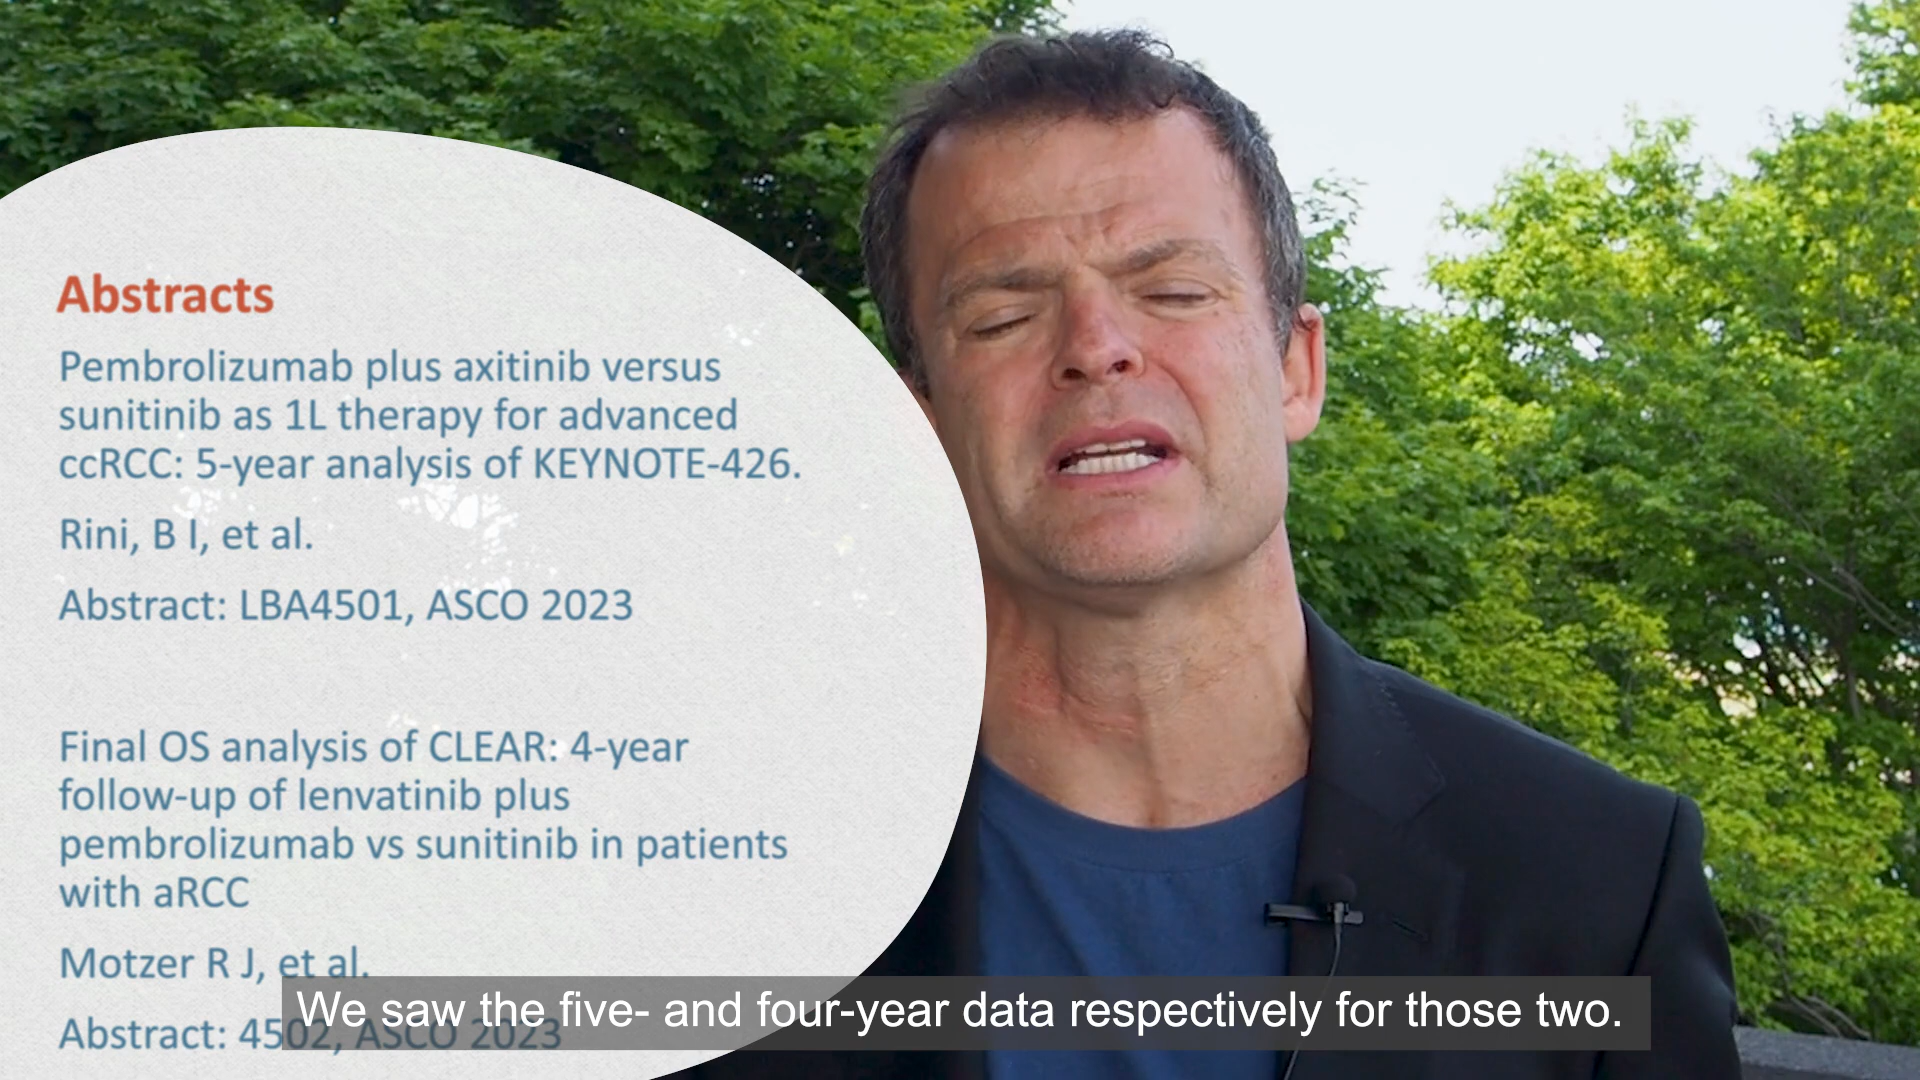 Abstracts
Pembrolizumab plus axitinib versus
sunitinib as 1L therapy for advanced
ccRCC: 5-year analysis of KEYNOTE-426.
Rini, B I, et al.
Abstract: LBA4501, ASCO 2023
Final OS analysis of CLEAR: 4-year
follow-up of lenvatinib plus
pembrolizumab vs sunitinib in patients
with aRCC
Motzer R J, et al.
Abstract: 4502, ASCO 2023
We saw the five- and four-year data respectively for those two.